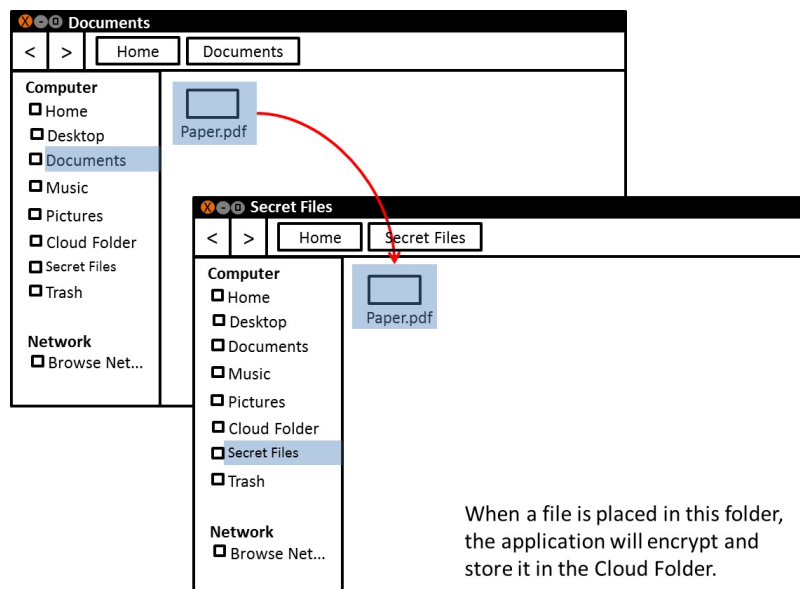 Documents
< > Home Documents
Computer
Home
Desktop
Documents
Music
Pictures
Cloud Folder
Secret Files
Trash
Network
Browse Net...
Paper.pdf
Secret Files
< > Home Secret Files
Computer
Home
Desktop
Documents
Music
Pictures
Cloud Folder
Secret Files
Trash
Network
Browse Net...
Paper.pdf
When a file is placed in this folder,
the application will encrypt and
store it in the Cloud Folder.